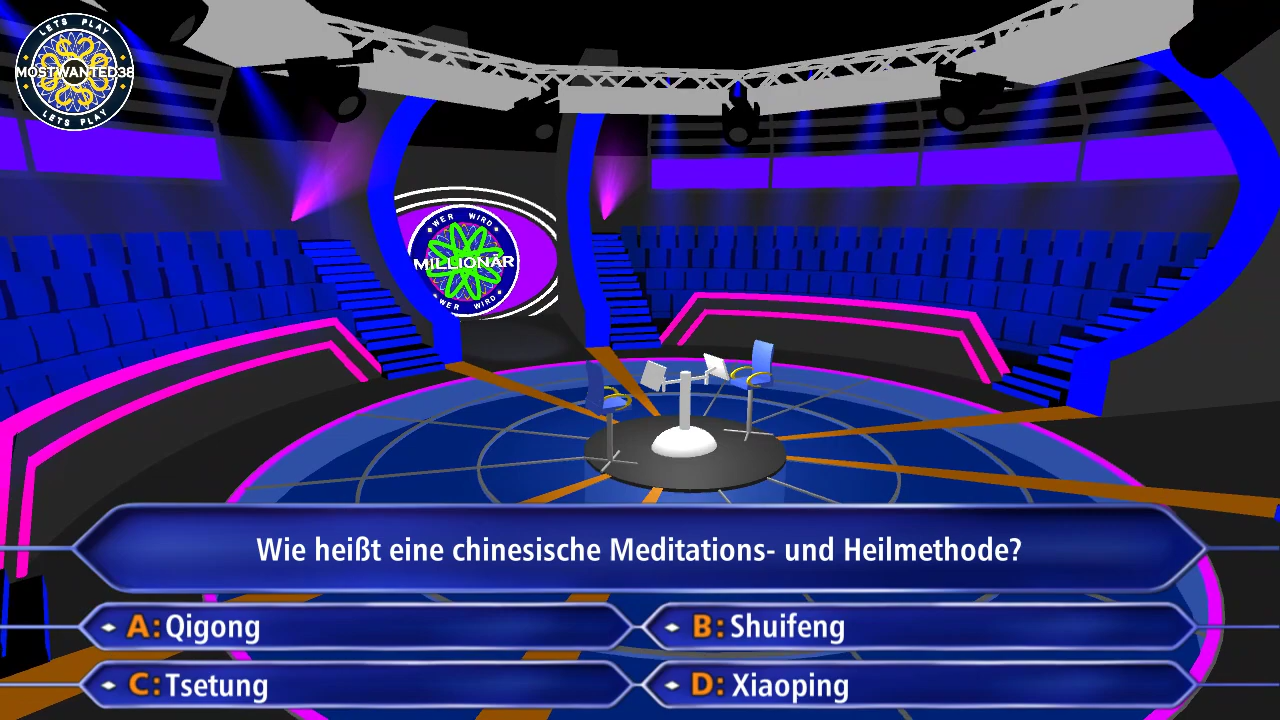 LETS PLAY
MOSTWANTED38
LETS PLAY
WER WIRD
MILLIONÄR
WER WIRD
Wie heißt eine chinesische Meditations- und Heilmethode?
A: Qigong
B: Shuifeng
C: Tsetung
D: Xiaoping